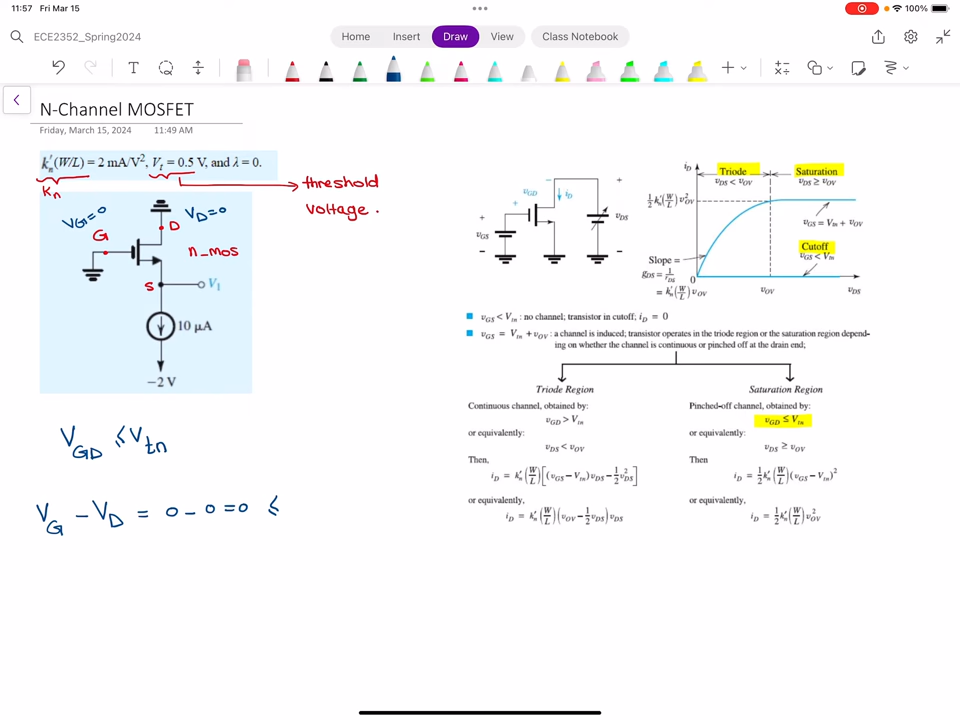 11:57 Fri Mar 15
100%
ECE2352_Spring2024
Home Insert Draw View Class Notebook
N-Channel MOSFET
Friday, March 15, 2024 11:49 AM
k'n(W/L) = 2 mA/V², Vt = 0.5 V, and λ = 0.
Kn
threshold
voltage.
VG=0
VD=0
G
D
n_mos
S
V1
10 μA
−2 V
VGD ≤ Vtn
VG − VD = 0 − 0 = 0 ≤
vGD
iD
+
−
+
−
+
−
vGS
vDS
iD
Triode
vDS < vOV
Saturation
vDS ≥ vOV
½ k'n(W/L) v²OV
vGS = Vtn + vOV
Cutoff
vGS < Vtn
Slope =
gDS = 1/rDS
= k'n(W/L) vOV
0
vOV
vDS
vGS < Vtn : no channel; transistor in cutoff; iD = 0
vGS = Vtn + vOV : a channel is induced; transistor operates in the triode region or the saturation region depend-
ing on whether the channel is continuous or pinched off at the drain end;
Triode Region
Continuous channel, obtained by:
vGD > Vtn
or equivalently:
vDS < vOV
Then,
iD = k'n(W/L)[(vGS − Vtn)vDS − ½v²DS]
or equivalently,
iD = k'n(W/L)(vOV − ½vDS)vDS
Saturation Region
Pinched-off channel, obtained by:
vGD ≤ Vtn
or equivalently:
vDS ≥ vOV
Then
iD = ½k'n(W/L)(vGS − Vtn)²
or equivalently,
iD = ½k'n(W/L)v²OV